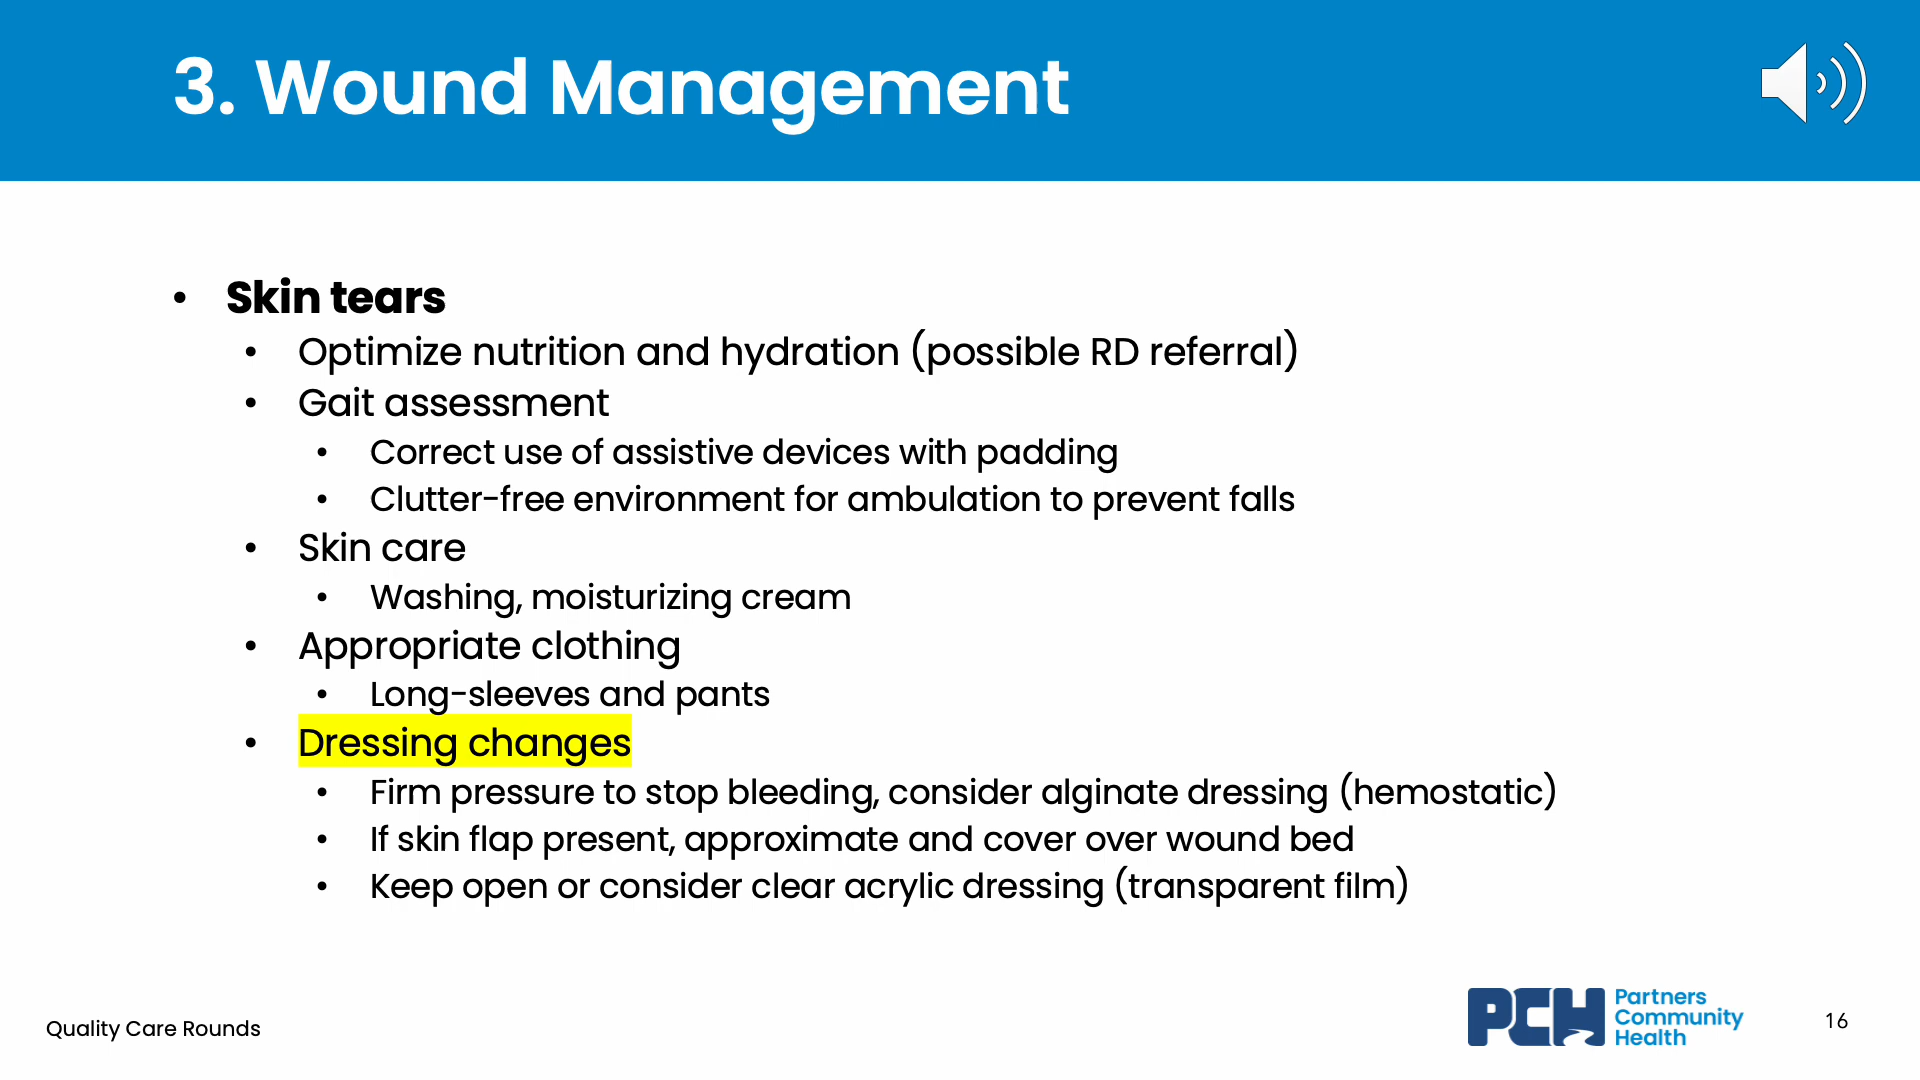 3. Wound Management
• Skin tears
• Optimize nutrition and hydration (possible RD referral)
• Gait assessment
• Correct use of assistive devices with padding
• Clutter-free environment for ambulation to prevent falls
• Skin care
• Washing, moisturizing cream
• Appropriate clothing
• Long-sleeves and pants
• Dressing changes
• Firm pressure to stop bleeding, consider alginate dressing (hemostatic)
• If skin flap present, approximate and cover over wound bed
• Keep open or consider clear acrylic dressing (transparent film)
Quality Care Rounds
PCH
Partners
Community
Health
16